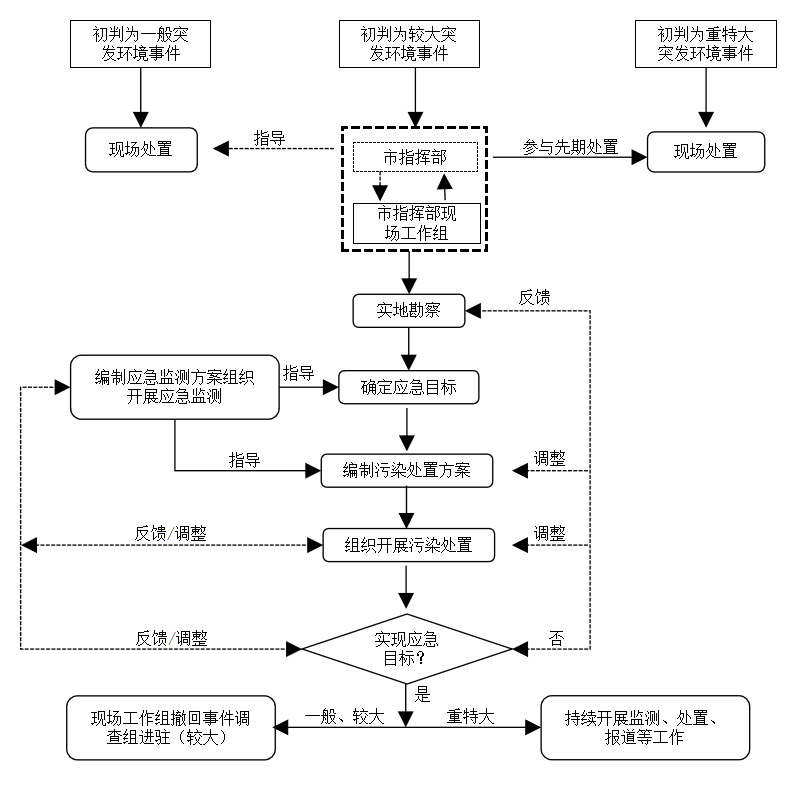 初判为一般突
发环境事件
初判为较大突
发环境事件
初判为重特大
突发环境事件
现场处置
指导
市指挥部
参与先期处置
现场处置
市指挥部现
场工作组
反馈
实地勘察
编制应急监测方案组织
开展应急监测
指导
确定应急目标
指导
编制污染处置方案
调整
反馈/调整
组织开展污染处置
调整
反馈/调整
实现应急
目标？
否
是
现场工作组撤回事件调
查组进驻（较大）
一般、较大
重特大
持续开展监测、处置、
报道等工作